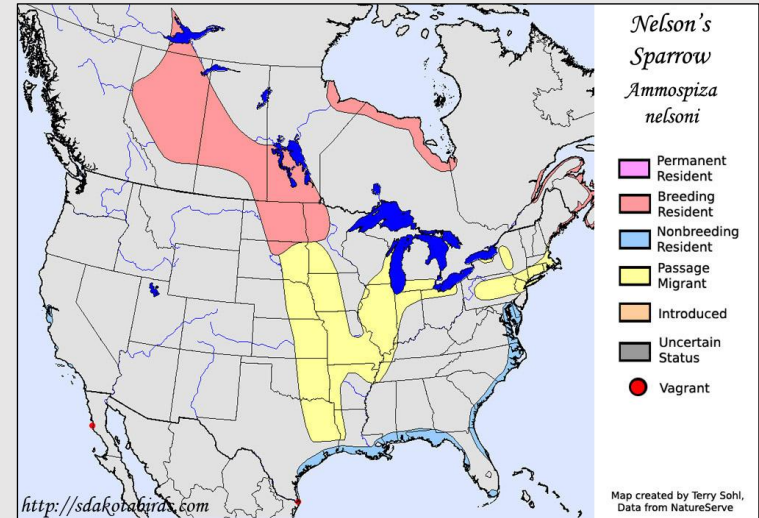 Nelson's
Sparrow
Ammospiza
nelsoni
Permanent
Resident
Breeding
Resident
Nonbreeding
Resident
Passage
Migrant
Introduced
Uncertain
Status
Vagrant
Map created by Terry Sohl,
Data from NatureServe
http://sdakotabirds.com